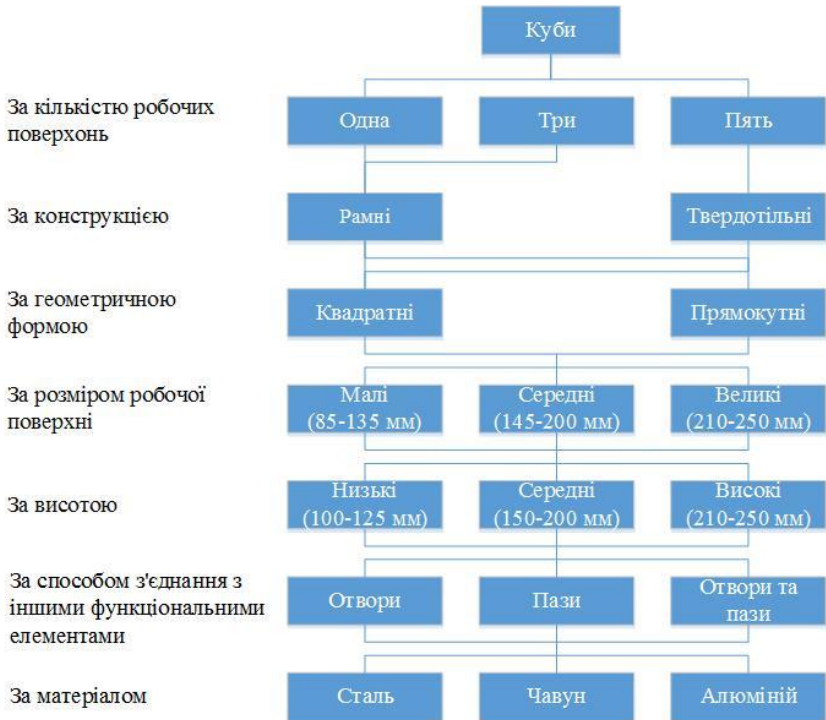 Куби
За кількістю робочих
поверхонь
Одна
Три
Пять
За конструкцією
Рамні
Твердотільні
За геометричною
формою
Квадратні
Прямокутні
За розміром робочої
поверхні
Малі
(85-135 мм)
Середні
(145-200 мм)
Великі
(210-250 мм)
За висотою
Низькі
(100-125 мм)
Середні
(150-200 мм)
Високі
(210-250 мм)
За способом з'єднання з
іншими функціональними
елементами
Отвори
Пази
Отвори та
пази
За матеріалом
Сталь
Чавун
Алюміній